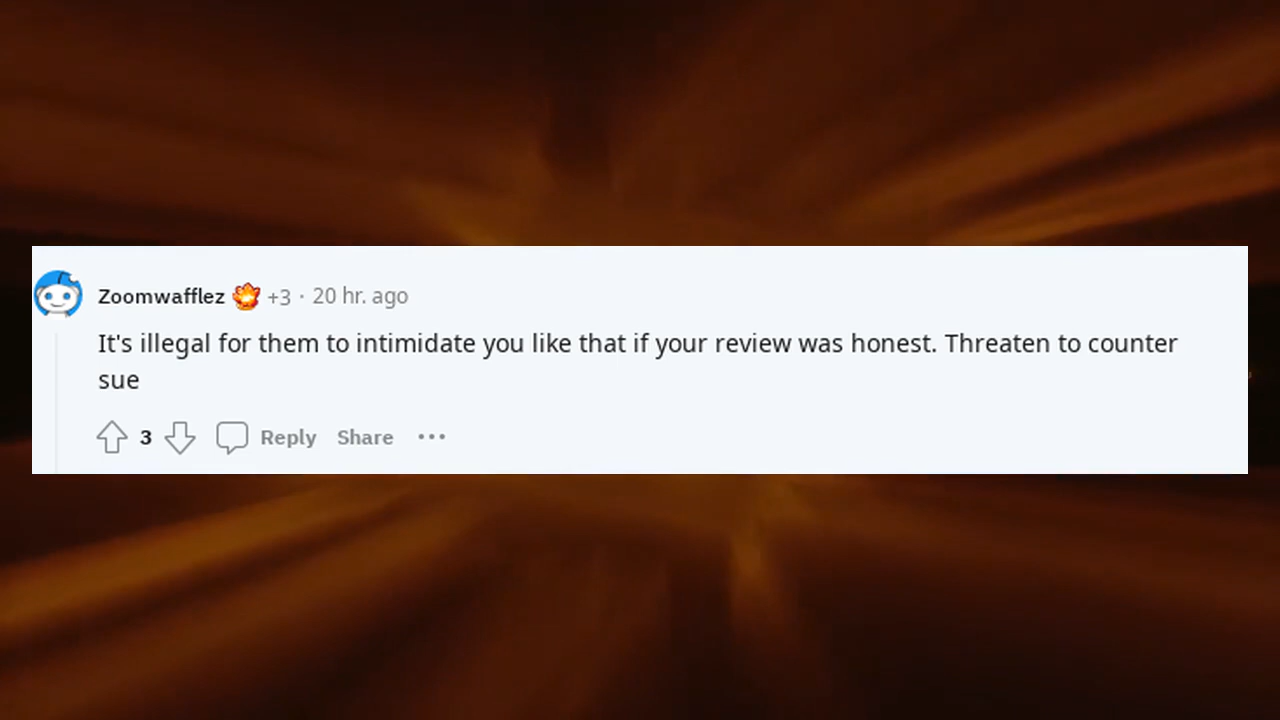 Zoomwafflez +3 · 20 hr. ago
It's illegal for them to intimidate you like that if your review was honest. Threaten to counter
sue
3 Reply Share ···